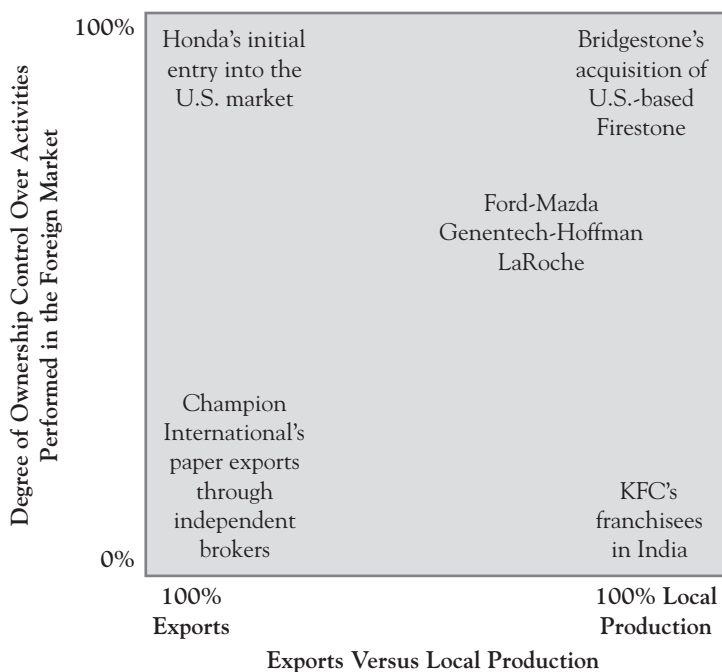 Degree of Ownership Control Over Activities
Performed in the Foreign Market
100%
Honda’s initial
entry into the
U.S. market
Bridgestone’s
acquisition of
U.S.-based
Firestone
Ford-Mazda
Genentech-Hoffman
LaRoche
Champion
International’s
paper exports
through
independent
brokers
KFC’s
franchisees
in India
0%
100%
Exports
100% Local
Production
Exports Versus Local Production